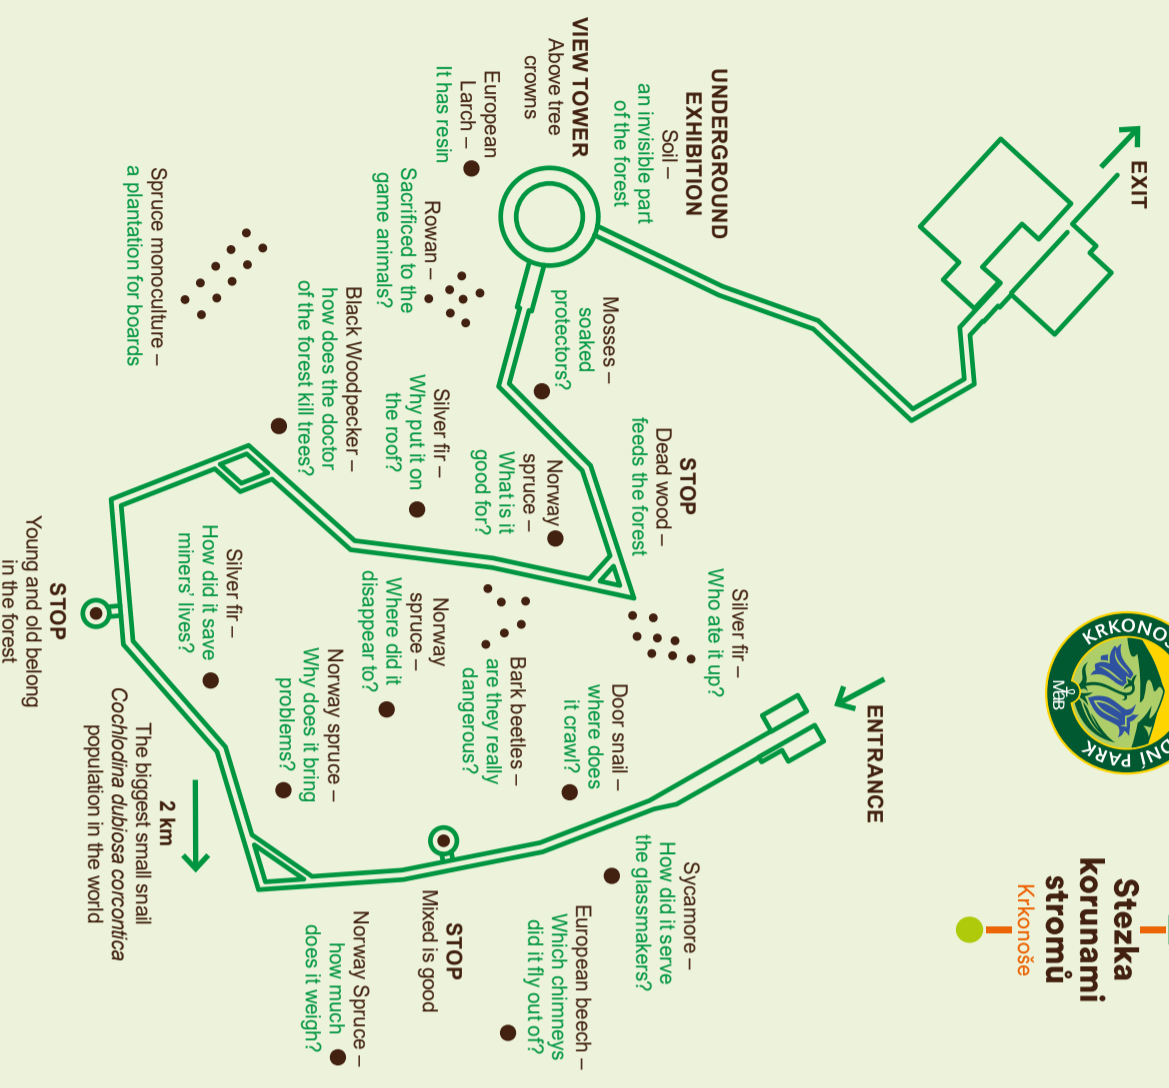 EXIT
PARK
MaB
Stezka
korunami
stromů
Krkonoše
ENTRANCE
UNDERGROUND
EXHIBITION
Soil –
an invisible part
of the forest
VIEW TOWER
Above tree
crowns
European
Larch –
It has resin
Rowan –
Sacrificed to the
game animals?
Spruce monoculture –
a plantation for boards
Mosses –
soaked
protectors?
STOP
Dead wood –
feeds the forest
Norway
spruce –
What is it
good for?
Silver fir –
Why put it on
the roof?
Black Woodpecker –
how does the doctor
of the forest kill trees?
Silver fir –
Who ate it up?
Door snail –
where does
it crawl?
Bark beetles –
are they really
dangerous?
Norway
spruce –
Where did it
disappear to?
Norway spruce –
Why does it bring
problems?
Silver fir –
How did it save
miners' lives?
STOP
Young and old belong
in the forest
Sycamore –
How did it serve
the glassmakers?
European beech –
Which chimneys
did it fly out of?
STOP
Mixed is good
Norway Spruce –
how much
does it weigh?
2 km
The biggest small snail
Cochlodina dubiosa corcontica
population in the world